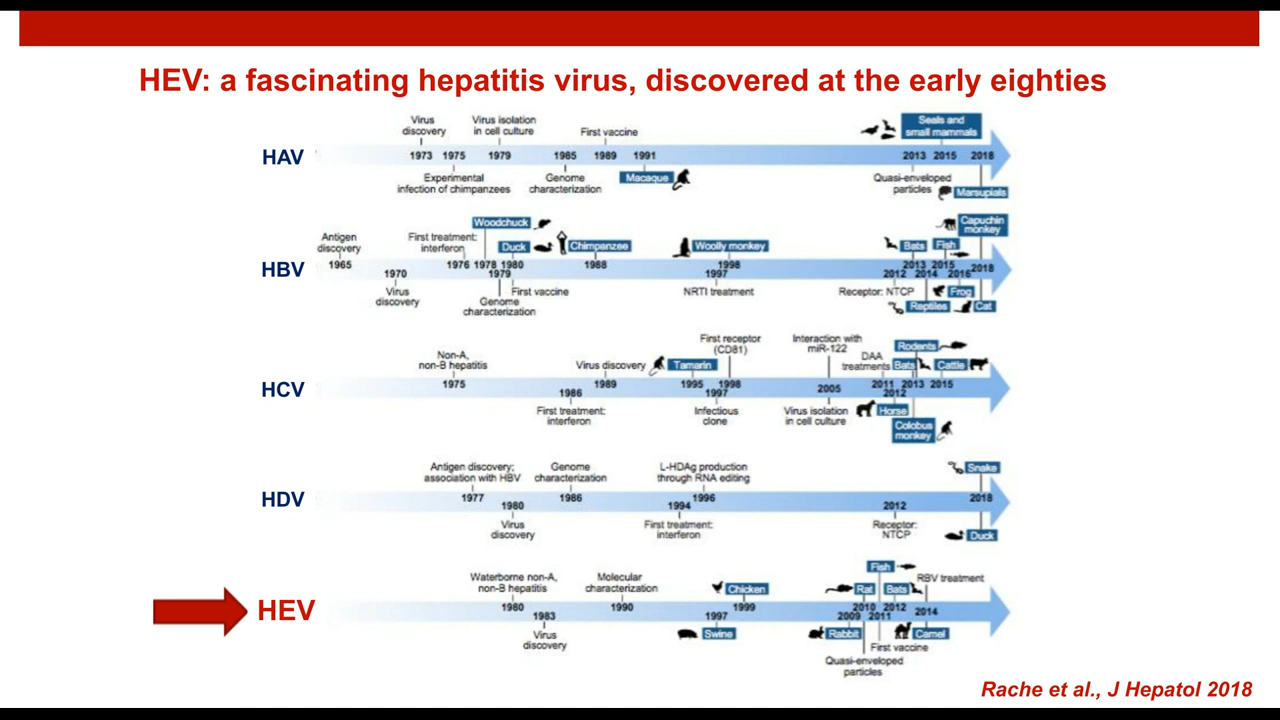 HEV: a fascinating hepatitis virus, discovered at the early eighties
HAV
Virus
discovery
Virus isolation
in cell culture
First vaccine
Seals and
small mammals
1973 1975 1979 1985 1989 1991 2013 2015 2018
Experimental
infection of chimpanzees
Genome
characterization
Macaque
Quasi-enveloped
particles
Marsupials
HBV
Antigen
discovery
First treatment:
interferon
Woodchuck
Duck
Chimpanzee
Woolly monkey
Bats
Fish
Capuchin
monkey
1965 1976 1978 1980 1988 1998 2013 2015 2018
1970 1979 1997 2012 2014 2016
Virus
discovery
Genome
characterization
First vaccine
NRTI treatment
Receptor: NTCP
Reptiles
Frog
Cat
HCV
Non-A,
non-B hepatitis
Virus discovery
Tamarin
First receptor
(CD81)
Interaction with
miR-122
DAA
treatments
Rodents
Bats
Cattle
1975 1989 1995 1998 2005 2011 2013 2015
1986 1997 2012
First treatment:
interferon
Infectious
clone
Virus isolation
in cell culture
Horse
Colobus
monkey
HDV
Antigen discovery;
association with HBV
Genome
characterization
L-HDAg production
through RNA editing
Snake
1977 1986 1996 2018
1980 1994 2012
Virus
discovery
First treatment:
interferon
Receptor:
NTCP
Duck
HEV
Waterborne non-A,
non-B hepatitis
Molecular
characterization
Chicken
Fish
Rat
Bats
RBV treatment
1980 1990 1999 2010 2012 2014
1983 1997 2009 2011
Virus
discovery
Swine
Rabbit
Camel
First vaccine
Quasi-enveloped
particles
Rache et al., J Hepatol 2018